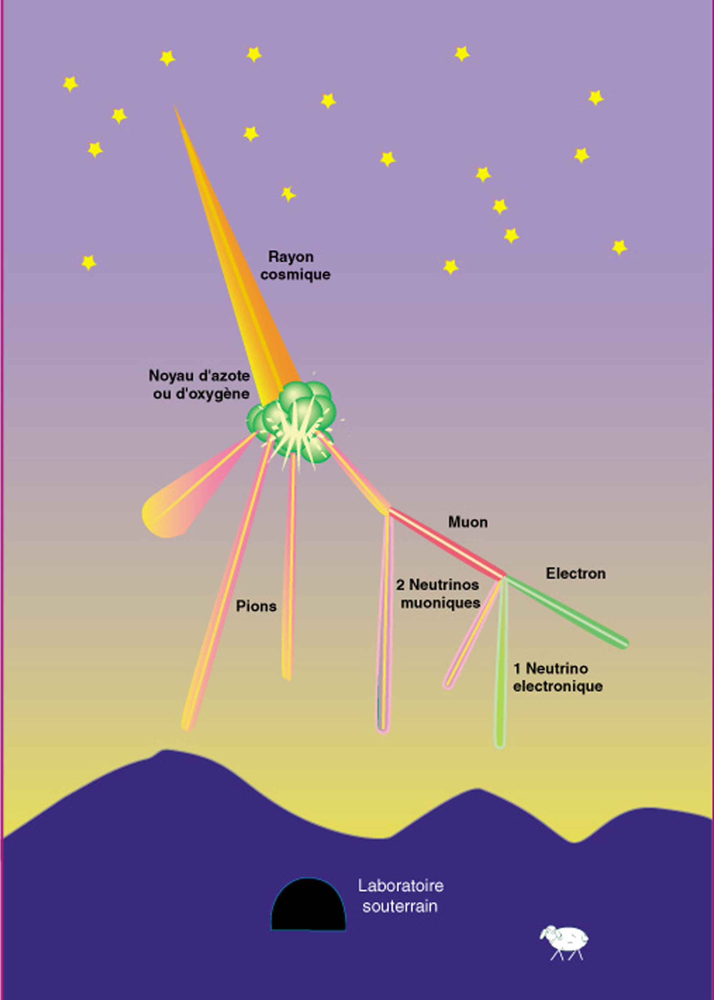 Rayon
cosmique
Noyau d'azote
ou d'oxygène
Muon
Electron
2 Neutrinos
muoniques
Pions
1 Neutrino
electronique
Laboratoire
souterrain